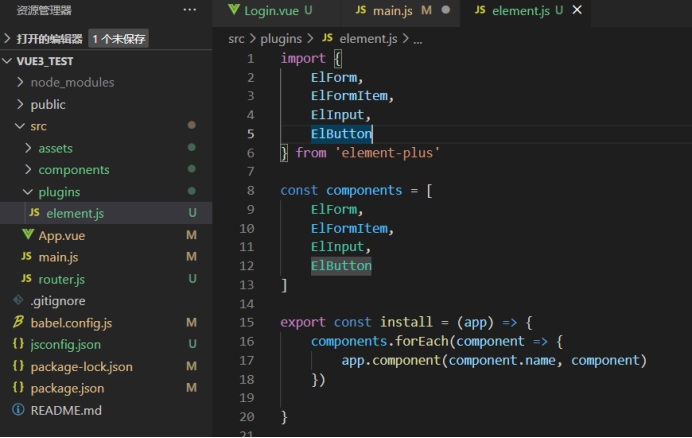 资源管理器
···
打开的编辑器 1 个未保存
VUE3_TEST
node_modules
public
src
assets
components
plugins
JS element.js U
App.vue M
JS main.js M
JS router.js U
.gitignore
babel.config.js M
{} jsconfig.json U
{} package-lock.json M
{} package.json M
README.md
Login.vue U JS main.js M JS element.js U
src > plugins > JS element.js > ...
1 import {
2 ElForm,
3 ElFormItem,
4 ElInput,
5 ElButton
6 } from 'element-plus'
7
8 const components = [
9 ElForm,
10 ElFormItem,
11 ElInput,
12 ElButton
13 ]
14
15 export const install = (app) => {
16 components.forEach(component => {
17 app.component(component.name, component)
18 })
19
20 }
21